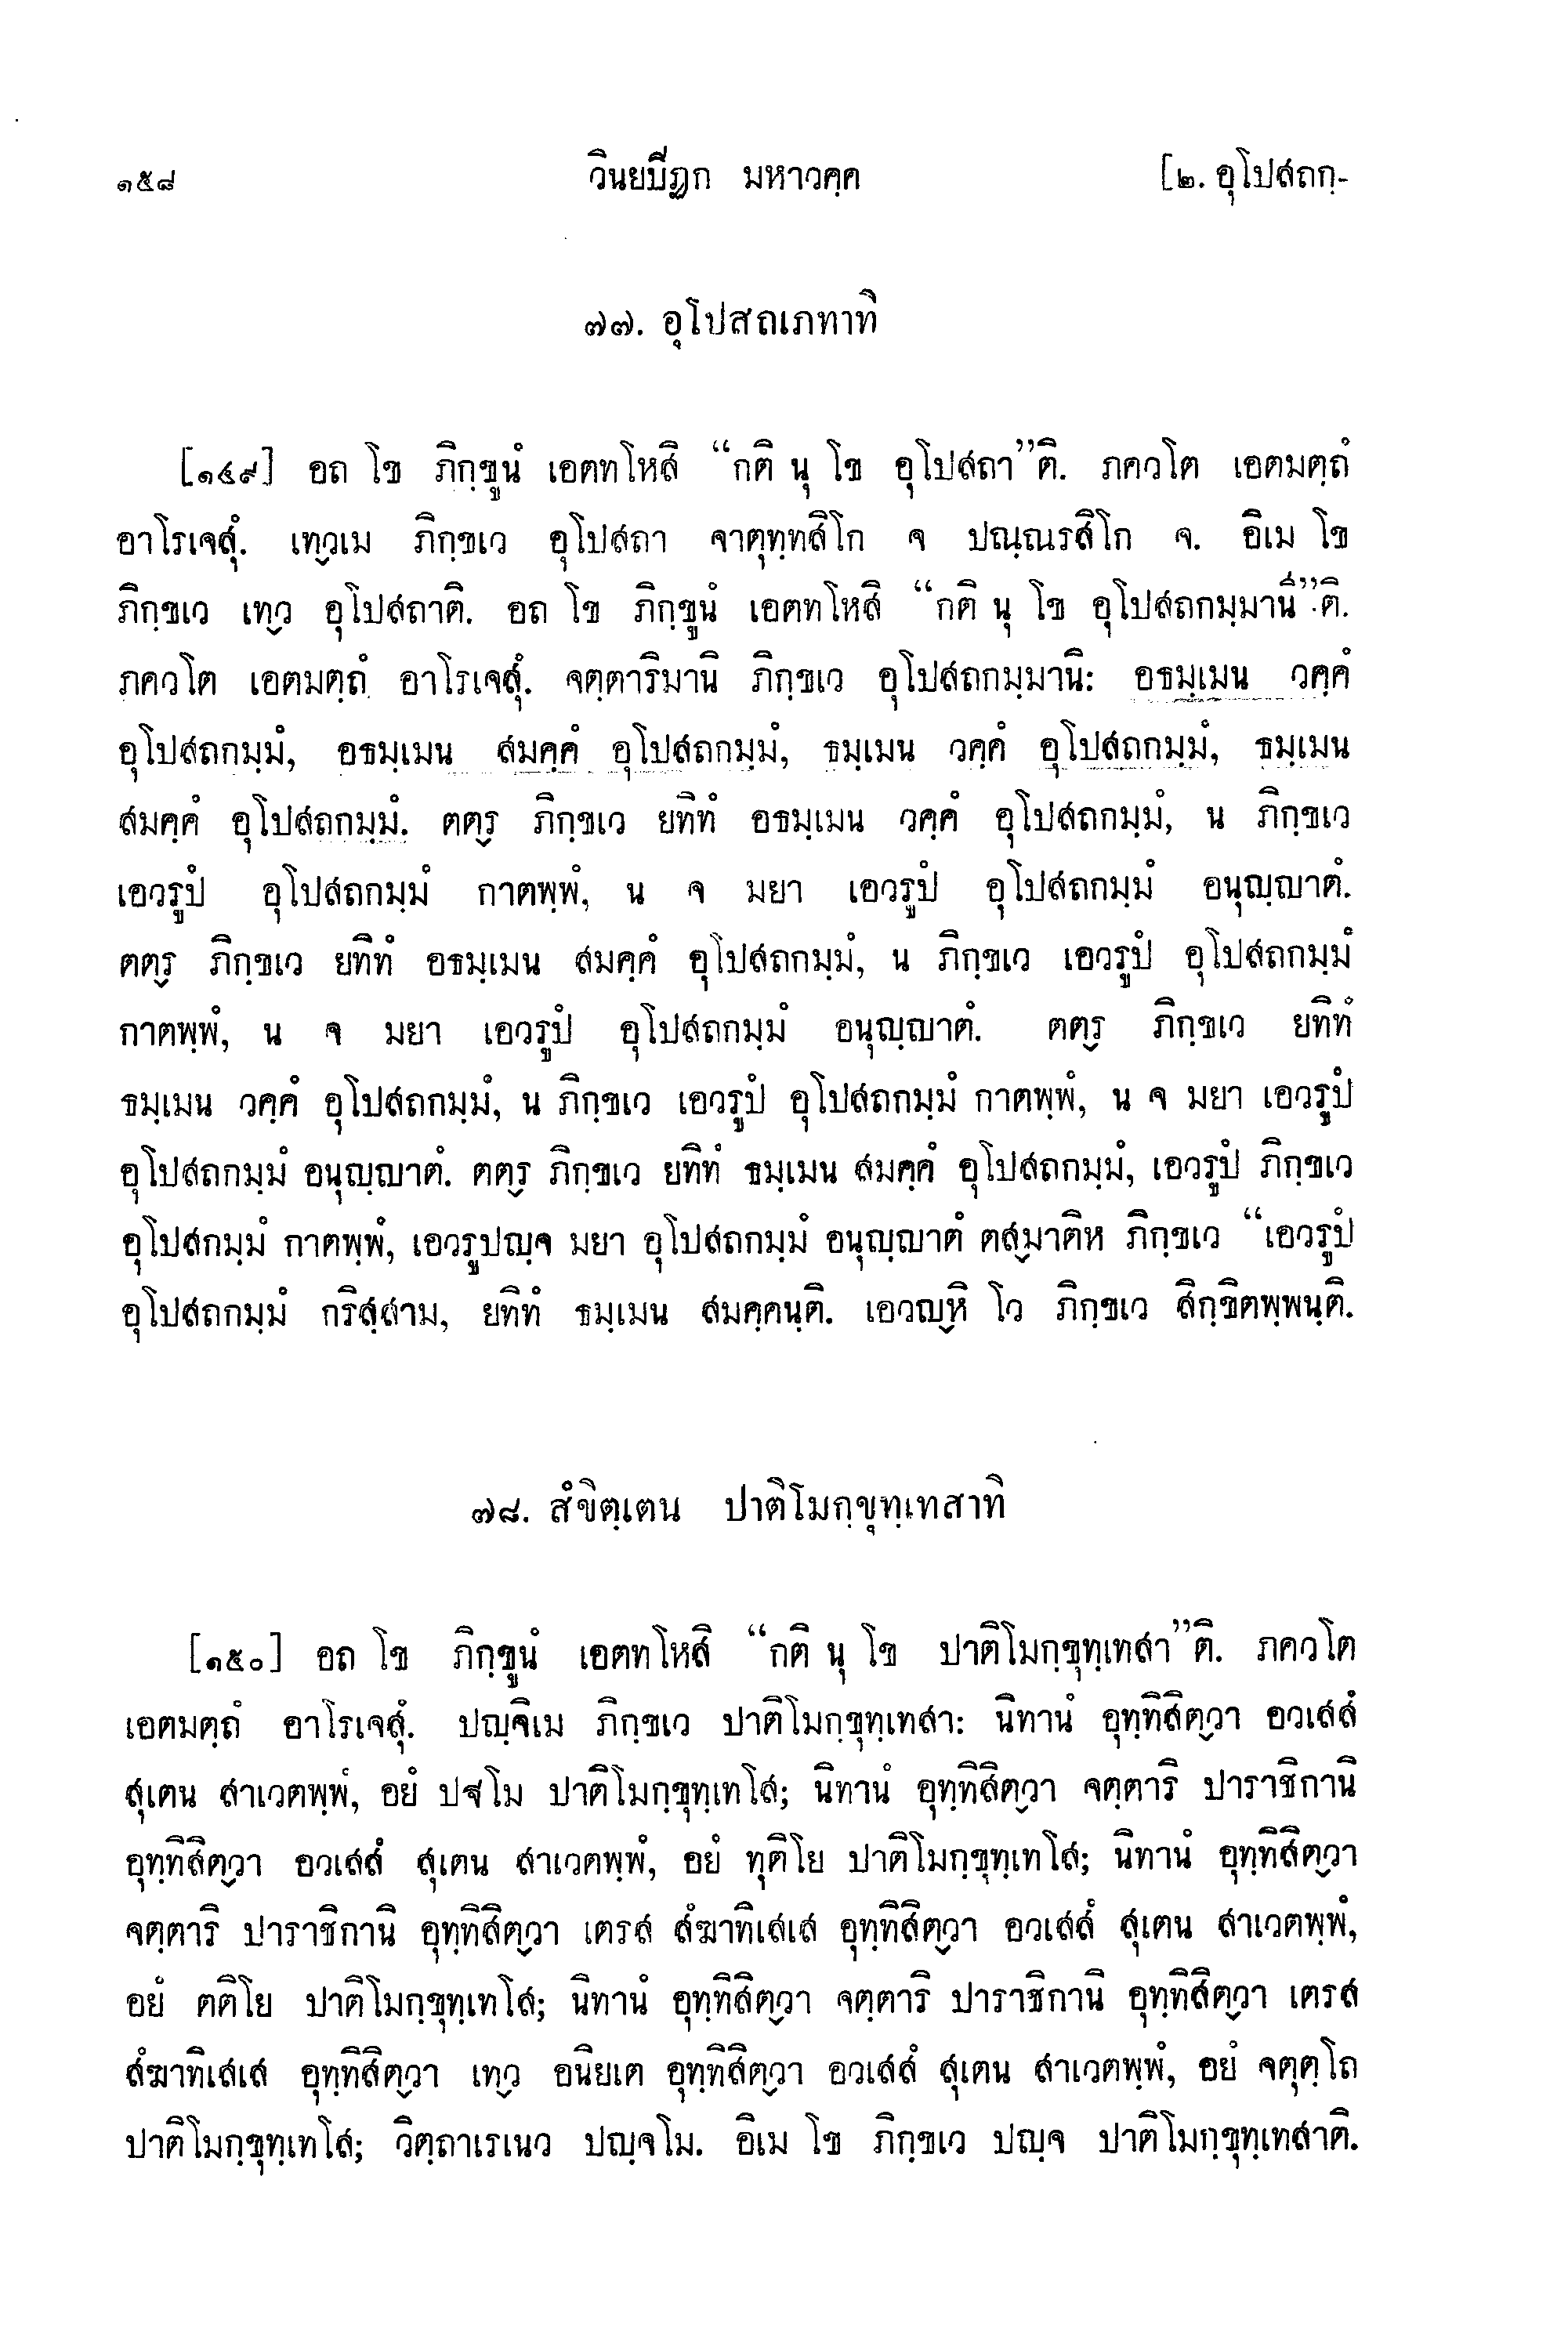 ๑๕๘ วินยปีฏก มหาวคฺค [๒. อุโปสถกฺ-
๗๗. อุโปสถเภทาทิ
[๑๔๙] อถ โข ภิกฺขูนํ เอตทโหสิ “กติ นุ โข อุโปสถา”ติ. ภควโต เอตมตฺถํ
อาโรเจสุํ. เทฺวเม ภิกฺขเว อุโปสถา จาตุทฺทสิโก จ ปณฺณรสิโก จ. อิเม โข
ภิกฺขเว เทฺว อุโปสถาติ. อถ โข ภิกฺขูนํ เอตทโหสิ “กติ นุ โข อุโปสถกมฺมานิ”ติ.
ภควโต เอตมตฺถํ อาโรเจสุํ. จตฺตาริมานิ ภิกฺขเว อุโปสถกมฺมานิ: อธมฺเมน วคฺคํ
อุโปสถกมฺมํ, อธมฺเมน สมคฺคํ อุโปสถกมฺมํ, ธมฺเมน วคฺคํ อุโปสถกมฺมํ, ธมฺเมน
สมคฺคํ อุโปสถกมฺมํ. ตตฺร ภิกฺขเว ยทิทํ อธมฺเมน วคฺคํ อุโปสถกมฺมํ, น ภิกฺขเว
เอวรูปํ อุโปสถกมฺมํ กาตพฺพํ, น จ มยา เอวรูปํ อุโปสถกมฺมํ อนุญฺญาตํ.
ตตฺร ภิกฺขเว ยทิทํ อธมฺเมน สมคฺคํ อุโปสถกมฺมํ, น ภิกฺขเว เอวรูปํ อุโปสถกมฺมํ
กาตพฺพํ, น จ มยา เอวรูปํ อุโปสถกมฺมํ อนุญฺญาตํ. ตตฺร ภิกฺขเว ยทิทํ
ธมฺเมน วคฺคํ อุโปสถกมฺมํ, น ภิกฺขเว เอวรูปํ อุโปสถกมฺมํ กาตพฺพํ, น จ มยา เอวรูปํ
อุโปสถกมฺมํ อนุญฺญาตํ. ตตฺร ภิกฺขเว ยทิทํ ธมฺเมน สมคฺคํ อุโปสถกมฺมํ, เอวรูปํ ภิกฺขเว
อุโปสกมฺมํ กาตพฺพํ, เอวรูปญฺจ มยา อุโปสถกมฺมํ อนุญฺญาตํ ตสฺมาติห ภิกฺขเว “เอวรูปํ
อุโปสถกมฺมํ กริสฺสาม, ยทิทํ ธมฺเมน สมคฺคนฺติ. เอวญฺหิ โว ภิกฺขเว สิกฺขิตพฺพนฺติ.
๗๘. สํขิตฺเตน ปาติโมกฺขุทฺเทสาทิ
[๑๕๐] อถ โข ภิกฺขูนํ เอตทโหสิ “กติ นุ โข ปาติโมกฺขุทฺเทสา”ติ. ภควโต
เอตมตฺถํ อาโรเจสุํ. ปญฺจิเม ภิกฺขเว ปาติโมกฺขุทฺเทสา: นิทานํ อุทฺทิสิตฺวา อวเสสํ
สุเตน สาเวตพฺพํ, อยํ ปฐโม ปาติโมกฺขุทฺเทโส; นิทานํ อุทฺทิสิตฺวา จตฺตาริ ปาราชิกานิ
อุทฺทิสิตฺวา อวเสสํ สุเตน สาเวตพฺพํ, อยํ ทุติโย ปาติโมกฺขุทฺเทโส; นิทานํ อุทฺทิสิตฺวา
จตฺตาริ ปาราชิกานิ อุทฺทิสิตฺวา เตรส สํฆาทิเสเส อุทฺทิสิตฺวา อวเสสํ สุเตน สาเวตพฺพํ,
อยํ ตติโย ปาติโมกฺขุทฺเทโส; นิทานํ อุทฺทิสิตฺวา จตฺตาริ ปาราชิกานิ อุทฺทิสิตฺวา เตรส
สํฆาทิเสเส อุทฺทิสิตฺวา เทฺว อนิยเต อุทฺทิสิตฺวา อวเสสํ สุเตน สาเวตพฺพํ, อยํ จตุตฺโถ
ปาติโมกฺขุทฺเทโส; วิตฺถาเรเนว ปญฺจโม. อิเม โข ภิกฺขเว ปญฺจ ปาติโมกฺขุทฺเทสาติ.